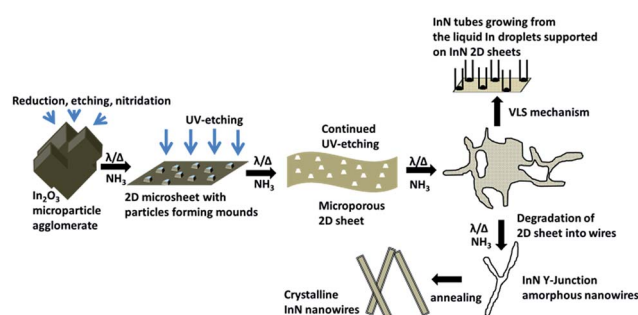 InN tubes growing from
the liquid In droplets supported
on InN 2D sheets
Reduction, etching, nitridation
UV-etching
VLS mechanism
Continued
UV-etching
λ/Δ
NH₃
λ/Δ
NH₃
λ/Δ
NH₃
In₂O₃
microparticle
agglomerate
2D microsheet with
particles forming mounds
Microporous
2D sheet
λ/Δ
NH₃
Degradation of
2D sheet into wires
Crystalline
InN nanowires
annealing
InN Y-Junction
amorphous nanowires